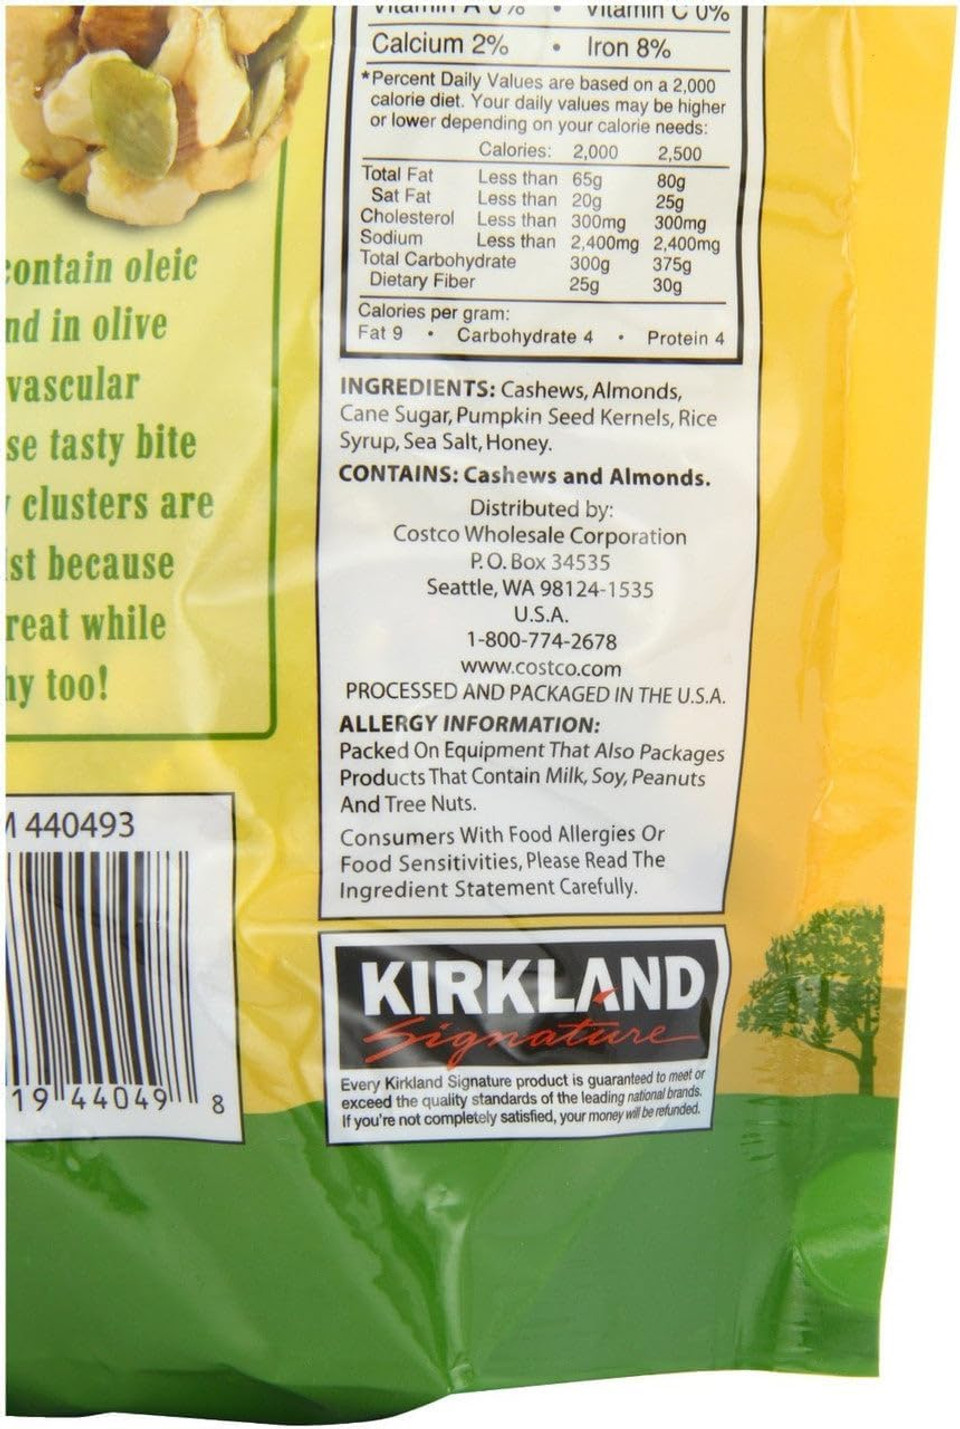 Vitamin A 0% • Vitamin C 0%
Calcium 2% • Iron 8%
*Percent Daily Values are based on a 2,000
calorie diet. Your daily values may be higher
or lower depending on your calorie needs:
Calories: 2,000 2,500
Total Fat Less than 65g 80g
Sat Fat Less than 20g 25g
Cholesterol Less than 300mg 300mg
Sodium Less than 2,400mg 2,400mg
Total Carbohydrate 300g 375g
Dietary Fiber 25g 30g
Calories per gram:
Fat 9 • Carbohydrate 4 • Protein 4
INGREDIENTS: Cashews, Almonds,
Cane Sugar, Pumpkin Seed Kernels, Rice
Syrup, Sea Salt, Honey.
CONTAINS: Cashews and Almonds.
Distributed by:
Costco Wholesale Corporation
P.O. Box 34535
Seattle, WA 98124-1535
U.S.A.
1-800-774-2678
www.costco.com
PROCESSED AND PACKAGED IN THE U.S.A.
ALLERGY INFORMATION:
Packed On Equipment That Also Packages
Products That Contain Milk, Soy, Peanuts
And Tree Nuts.
Consumers With Food Allergies Or
Food Sensitivities, Please Read The
Ingredient Statement Carefully.
KIRKLAND
Signature
Every Kirkland Signature product is guaranteed to meet or
exceed the quality standards of the leading national brands.
If you're not completely satisfied, your money will be refunded.
contain oleic
in olive
vascular
tasty bite
clusters are
because
while
too!
440493
19 44049 8